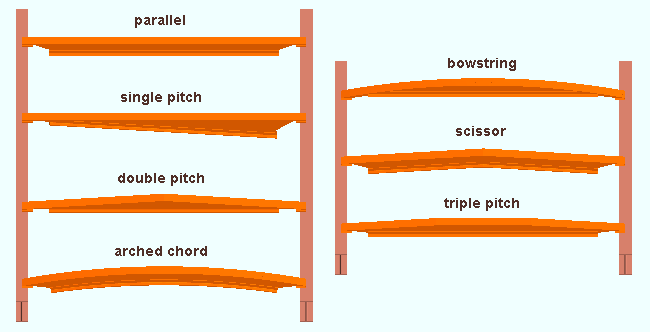 parallel
single pitch
double pitch
arched chord
bowstring
scissor
triple pitch